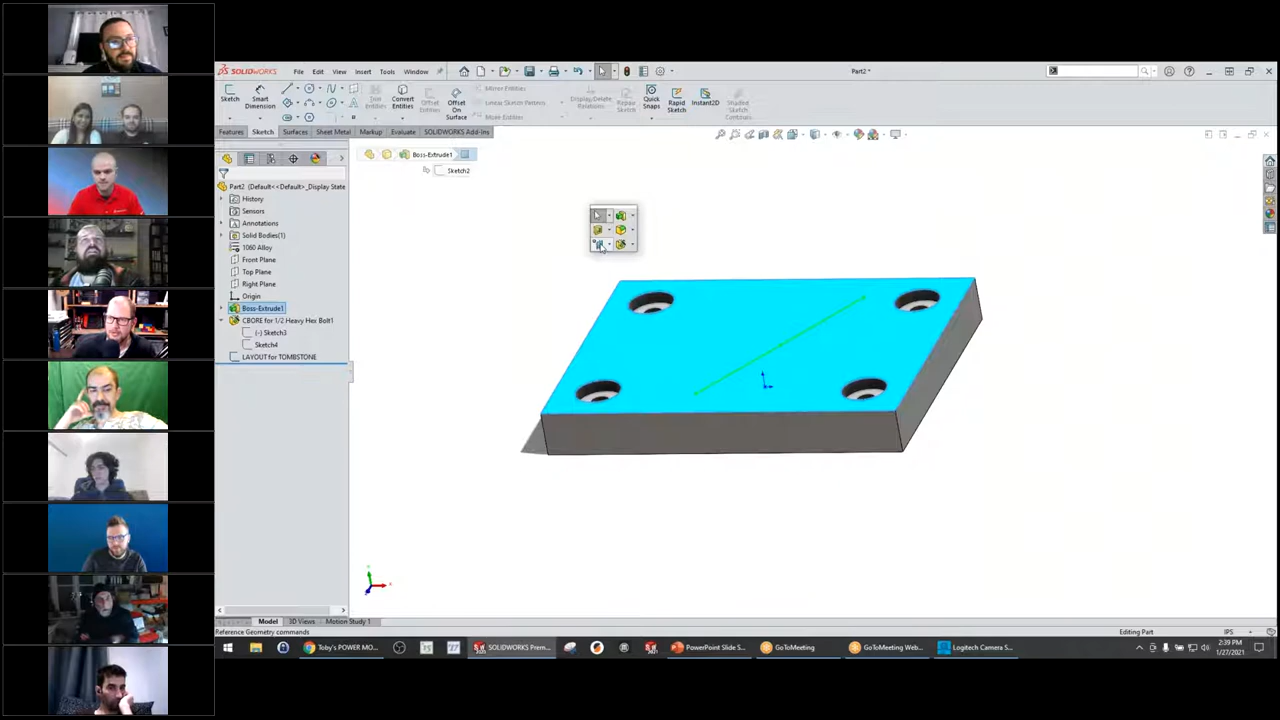 SOLIDWORKS
File Edit View Insert Tools Window
Part2 *
Sketch
Smart Dimension
Trim Entities
Convert Entities
Offset Entities
Offset On Surface
Mirror Entities
Linear Sketch Pattern
Move Entities
Display/Delete Relations
Repair Sketch
Quick Snaps
Rapid Sketch
Instant2D
Shaded Sketch Contours
Features Sketch Surfaces Sheet Metal Markup Evaluate SOLIDWORKS Add-Ins
Boss-Extrude1
Sketch2
Part2 (Default<<Default>_Display State
History
Sensors
Annotations
Solid Bodies(1)
1060 Alloy
Front Plane
Top Plane
Right Plane
Origin
Boss-Extrude1
CBORE for 1/2 Heavy Hex Bolt1
(-) Sketch3
Sketch4
LAYOUT for TOMBSTONE
Model 3D Views Motion Study 1
Reference Geometry commands
Editing Part
IPS
Toby's POWER MO...
SOLIDWORKS Prem...
PowerPoint Slide S...
GoToMeeting
GoToMeeting Web...
Logitech Camera S...
2:39 PM
1/27/2021